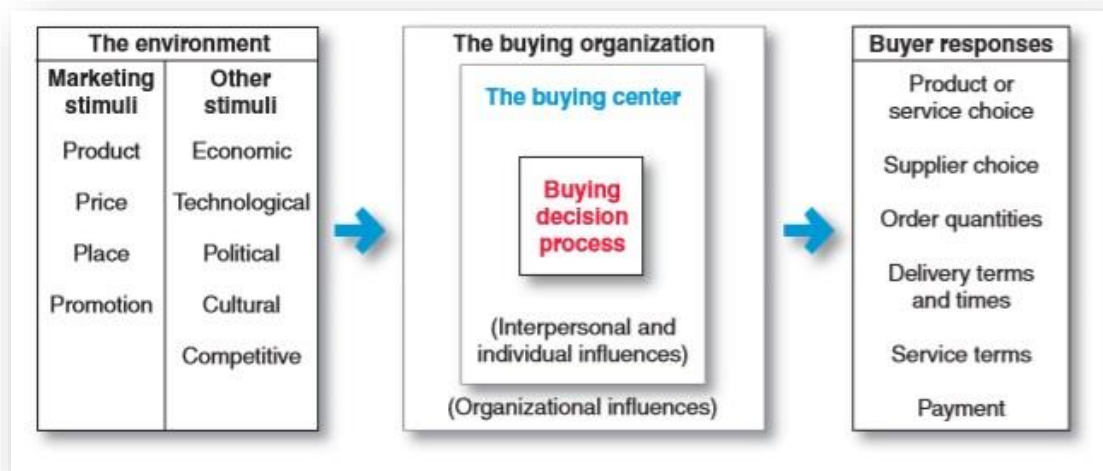 The environment
Marketing
stimuli
Product
Price
Place
Promotion
Other
stimuli
Economic
Technological
Political
Cultural
Competitive
The buying organization
The buying center
Buying
decision
process
(Interpersonal and
individual influences)
(Organizational influences)
Buyer responses
Product or
service choice
Supplier choice
Order quantities
Delivery terms
and times
Service terms
Payment